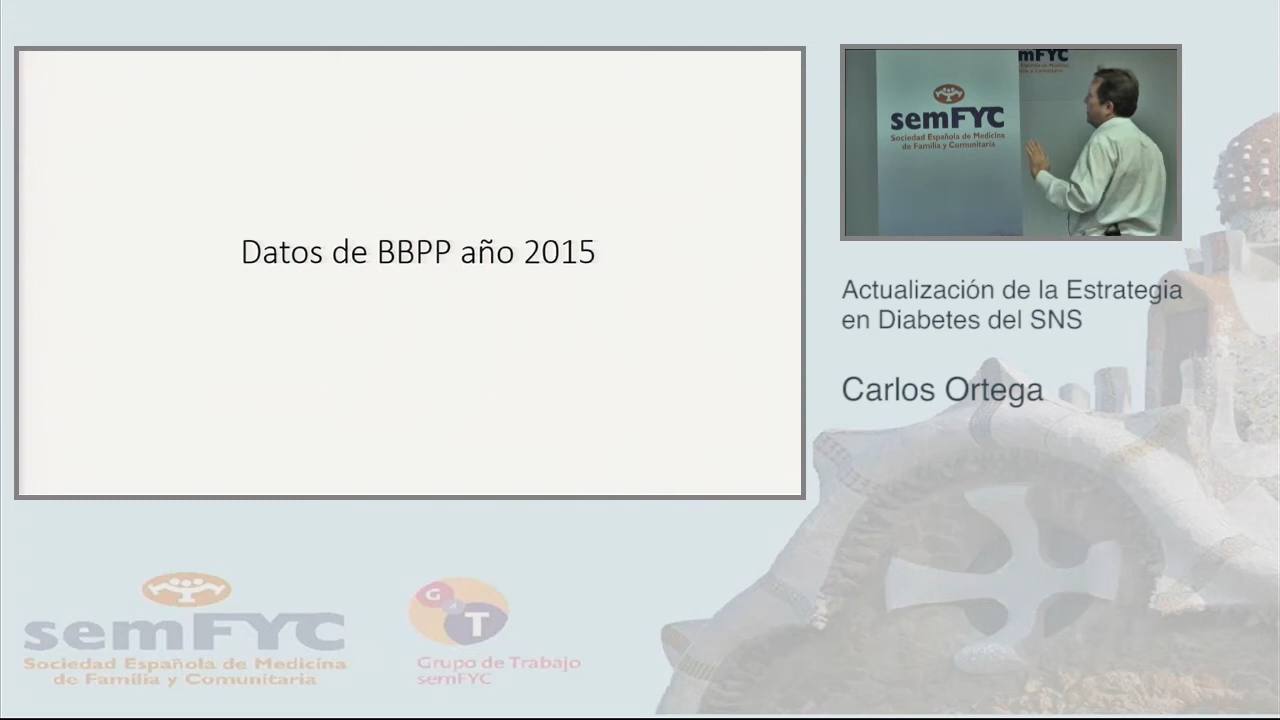 Datos de BBPP año 2015
mFYC
semFYC
Sociedad Española de Medicina
de Familia y Comunitaria
Actualización de la Estrategia
en Diabetes del SNS
Carlos Ortega
semFYC
Sociedad Española de Medicina
de Familia y Comunitaria
G d T
Grupo de Trabajo
semFYC